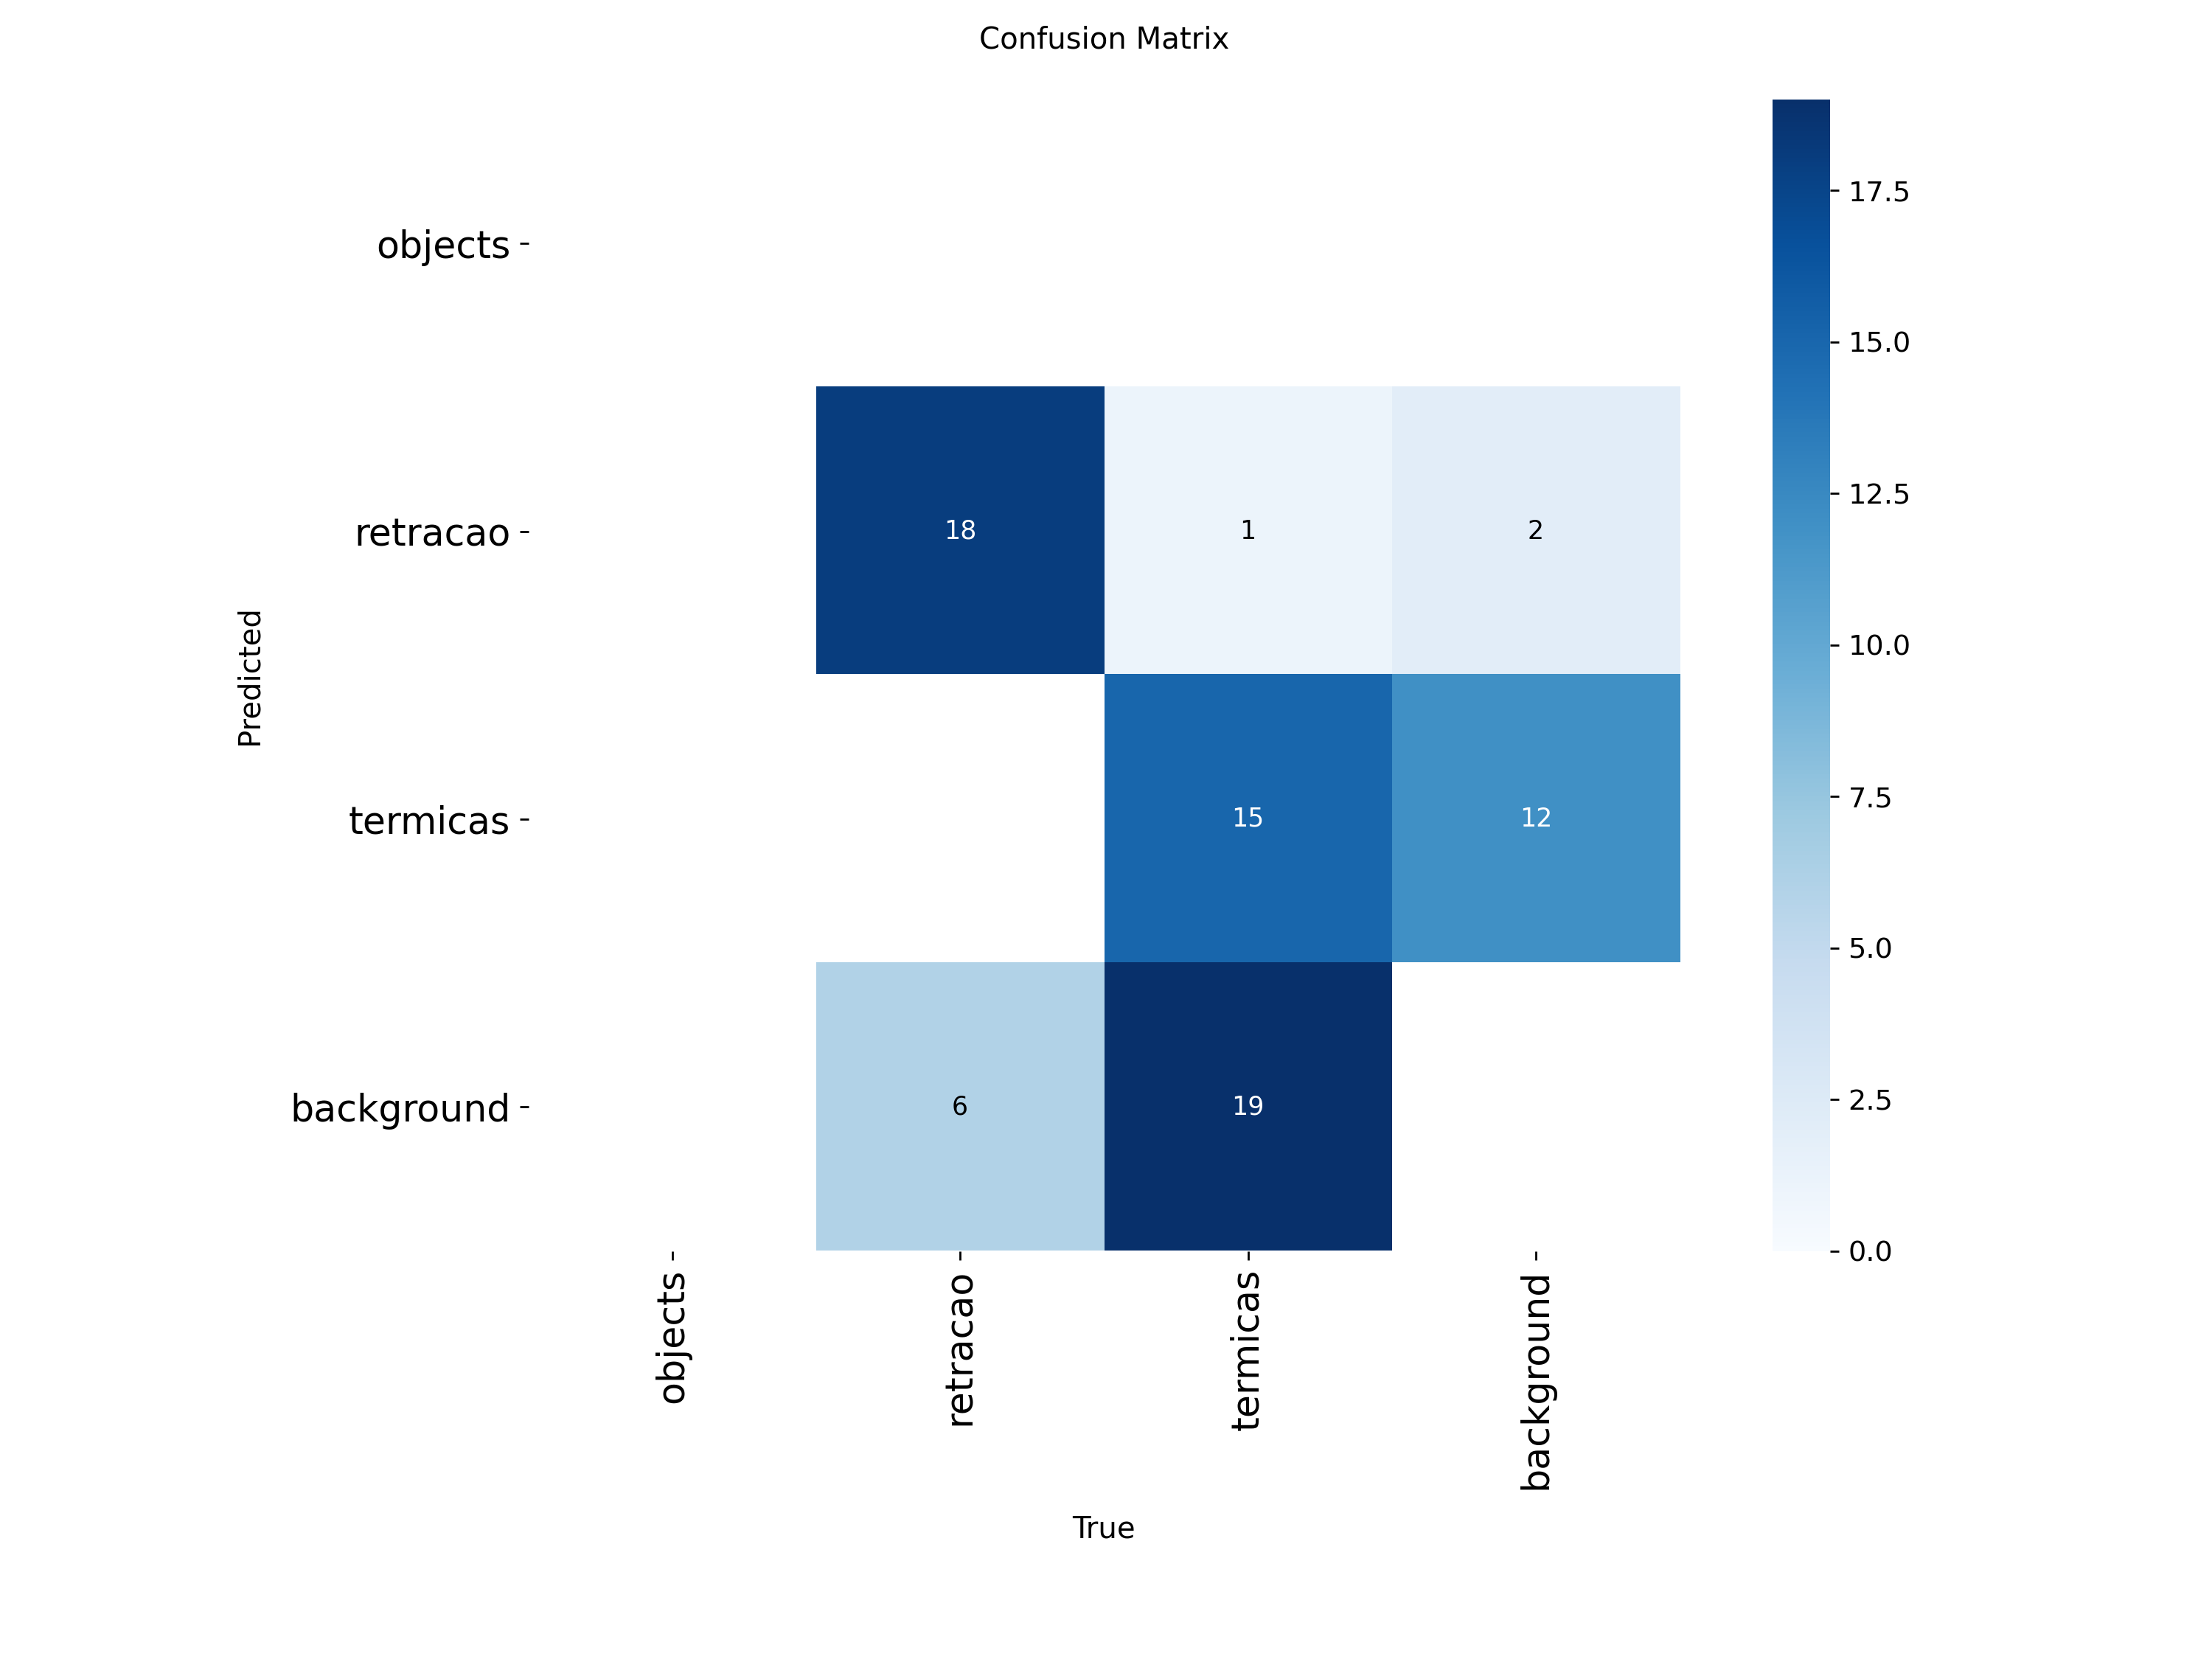 Confusion Matrix
objects
retracao
termicas
background
Predicted
18 1 2
15 12
6 19
objects
retracao
termicas
background
True
17.5
15.0
12.5
10.0
7.5
5.0
2.5
0.0